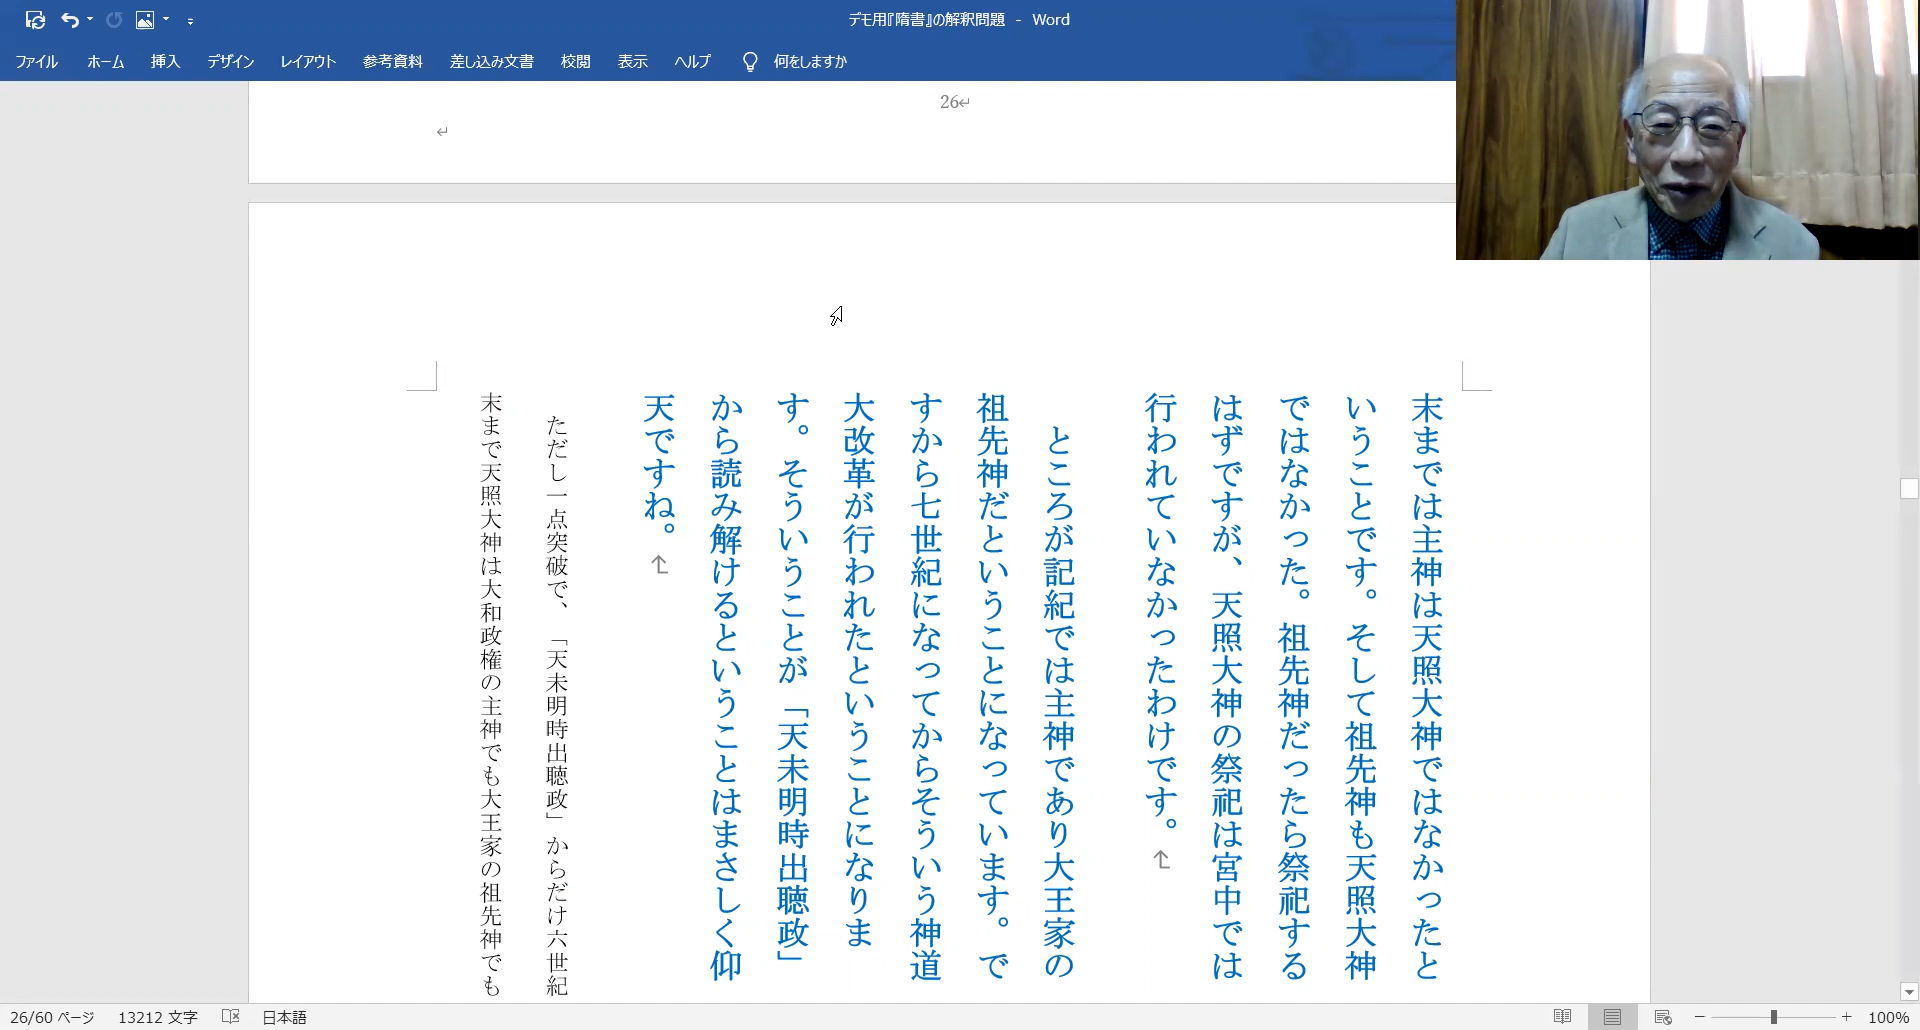 デモ用『隋書』の解釈問題 - Word
ファイル ホーム 挿入 デザイン レイアウト 参考資料 差し込み文書 校閲 表示 ヘルプ 何をしますか
26
末までは主神は天照大神ではなかったと
いうことです。そして祖先神も天照大神
ではなかった。祖先神だったら祭祀する
はずですが、天照大神の祭祀は宮中では
行われていなかったわけです。
ところが記紀では主神であり大王家の
祖先神だということになっています。で
すから七世紀になってからそういう神道
大改革が行われたということになりま
す。そういうことが「天未明時出聴政」
から読み解けるということはまさしく仰
天ですね。
ただし一点突破で、「天未明時出聴政」からだけ六世紀
末まで天照大神は大和政権の主神でも大王家の祖先神でも
26/60 ページ 13212 文字 日本語 100%